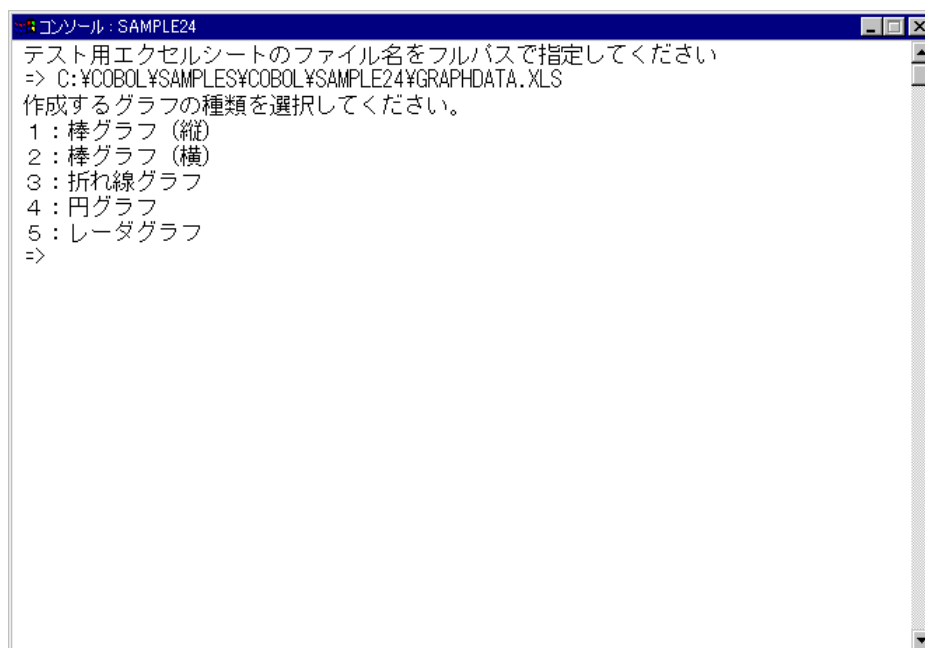 コンソール : SAMPLE24
テスト用エクセルシートのファイル名をフルパスで指定してください
=> C:¥COBOL¥SAMPLES¥COBOL¥SAMPLE24¥GRAPHDATA.XLS
作成するグラフの種類を選択してください。
１：棒グラフ（縦）
２：棒グラフ（横）
３：折れ線グラフ
４：円グラフ
５：レーダグラフ
=>